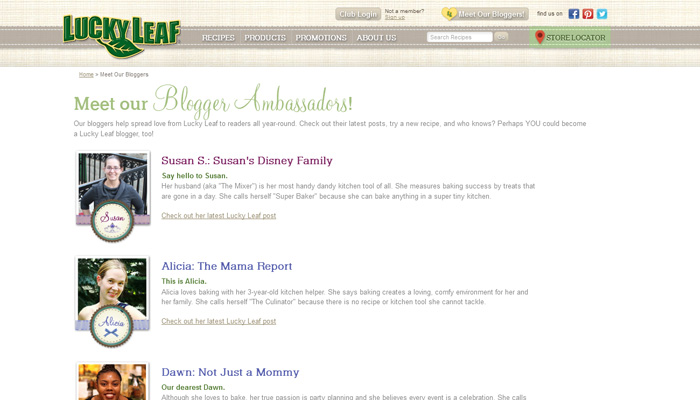 Club Login
Not a member?
Sign up
Meet Our Bloggers!
find us on
LUCKY LEAF
RECIPES
PRODUCTS
PROMOTIONS
ABOUT US
Search Recipes
STORE LOCATOR
Home > Meet Our Bloggers
Meet our Blogger Ambassadors!
Our bloggers help spread love from Lucky Leaf to readers all year-round. Check out their latest posts, try a new recipe, and who knows? Perhaps YOU could become
a Lucky Leaf blogger, too!
Susan S.: Susan's Disney Family
Say hello to Susan.
Her husband (aka "The Mixer") is her most handy dandy kitchen tool of all. She measures baking success by treats that
are gone in a day. She calls herself "Super Baker" because she can bake anything in a super tiny kitchen.
Susan
Check out her latest Lucky Leaf post
Alicia: The Mama Report
This is Alicia.
Alicia loves baking with her 3-year-old kitchen helper. She says baking creates a loving, comfy environment for her and
her family. She calls herself "The Culinator" because there is no recipe or kitchen tool she cannot tackle.
Alicia
Check out her latest Lucky Leaf post
Dawn: Not Just a Mommy
Our dearest Dawn.
Although she loves to bake, her true passion is party planning and she believes every event is a celebration. She calls